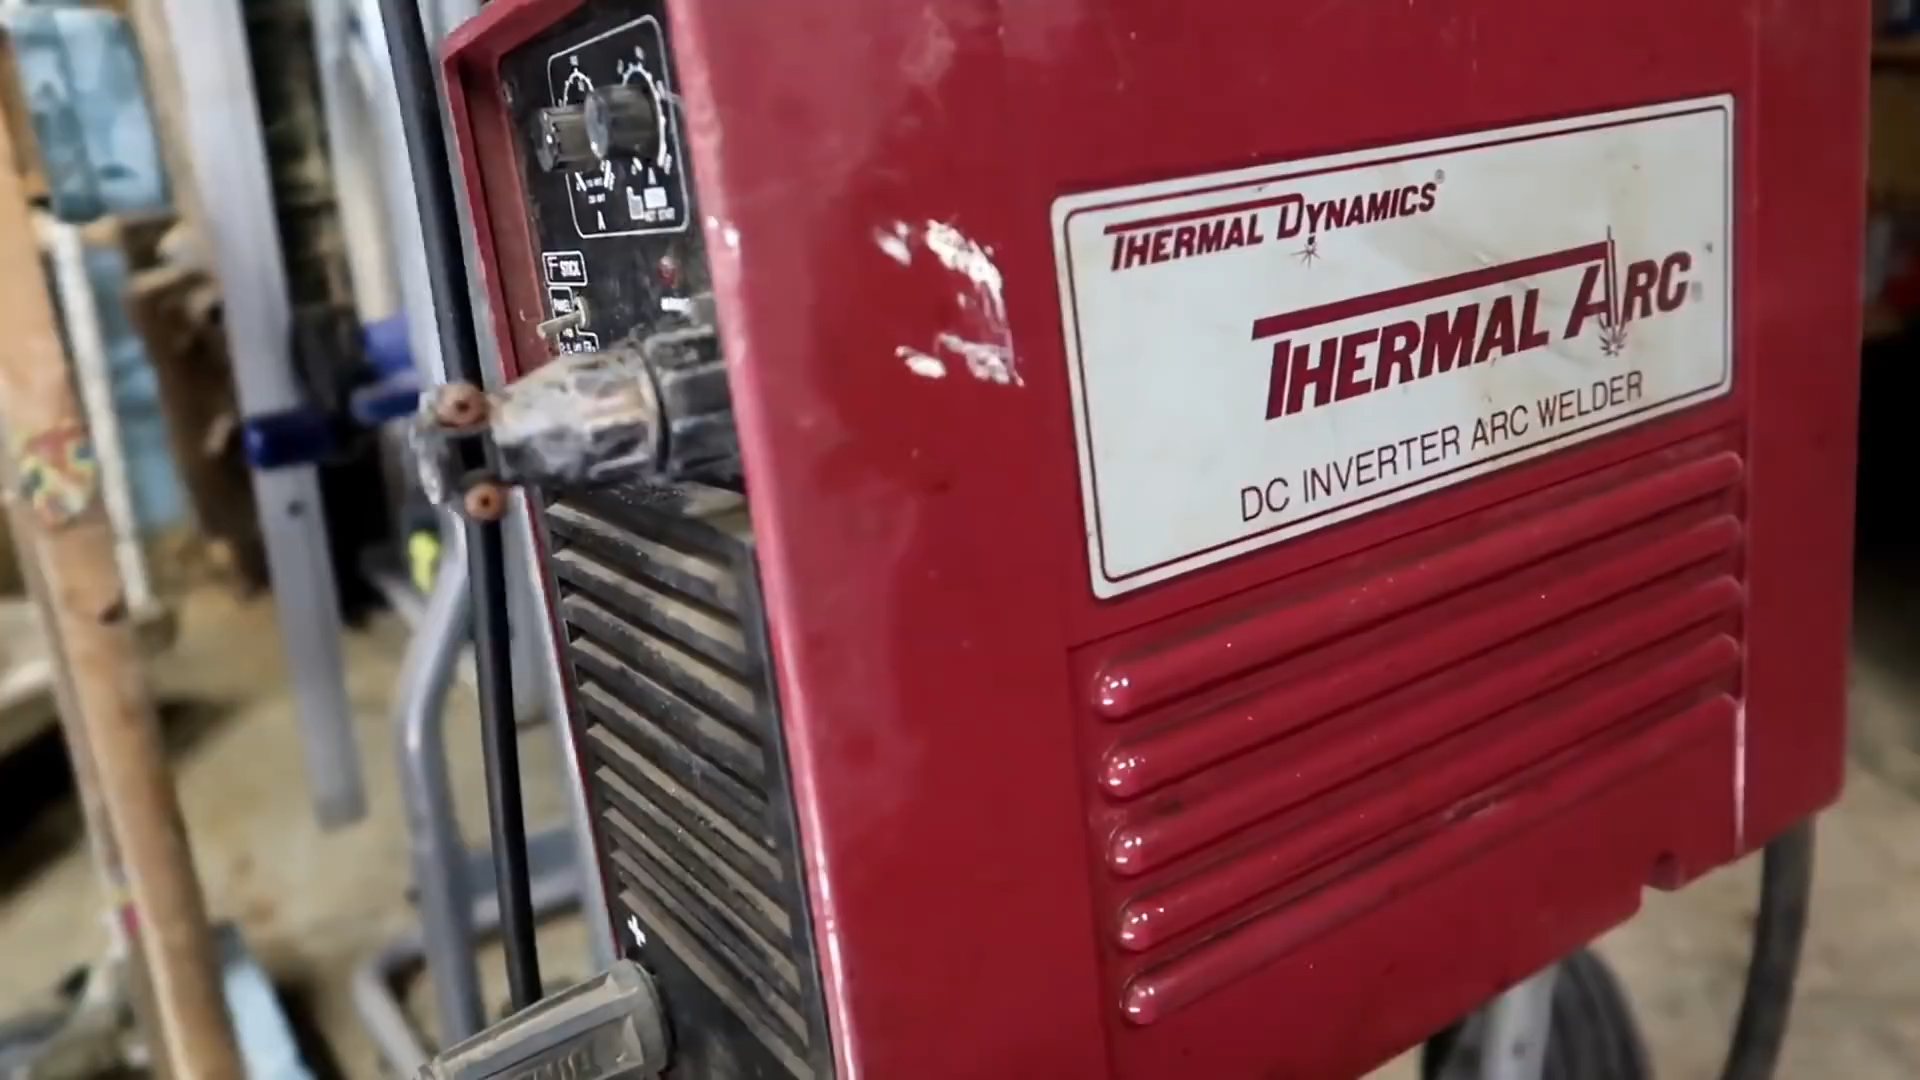 THERMAL DYNAMICS®
THERMAL ARC
DC INVERTER ARC WELDER
STICK
PANEL
HOT START
A